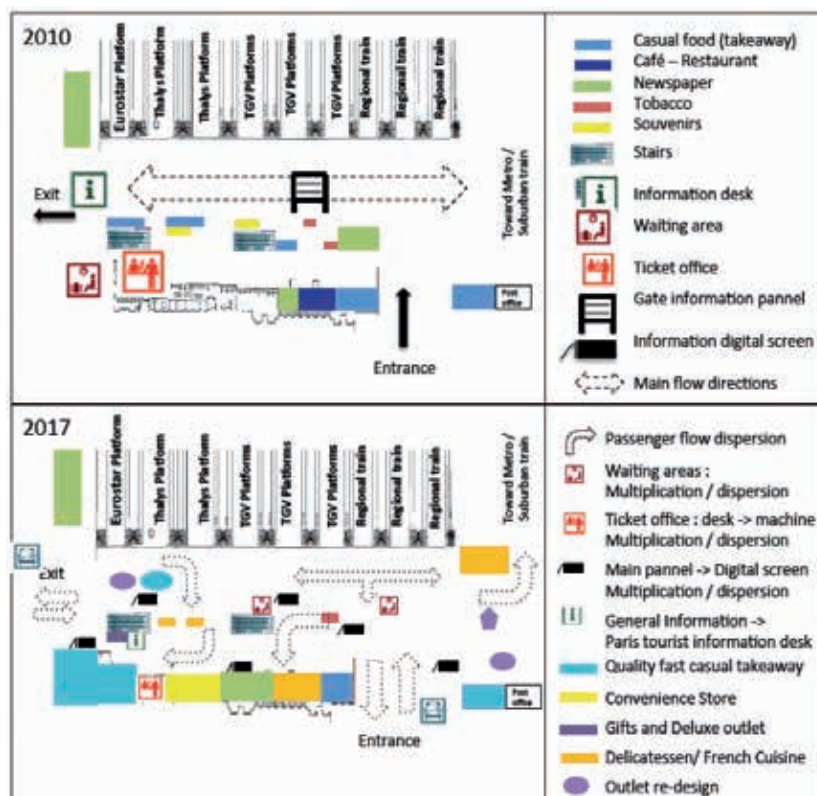 2010
Eurostar Platform
Thalys Platform
Thalys Platform
TGV Platforms
TGV Platforms
TGV Platforms
Regional train
Regional train
Regional train
Toward Metro /
Suburban train
Exit
Entrance
Post
office
Casual food (takeaway)
Café – Restaurant
Newspaper
Tobacco
Souvenirs
Stairs
Information desk
Waiting area
Ticket office
Gate information pannel
Information digital screen
Main flow directions
2017
Eurostar Platform
Thalys Platform
Thalys Platform
TGV Platforms
TGV Platforms
TGV Platforms
Regional train
Regional train
Regional train
Toward Metro /
Suburban train
Exit
Entrance
Post
office
Passenger flow dispersion
Waiting areas :
Multiplication / dispersion
Ticket office : desk -> machine
Multiplication / dispersion
Main pannel -> Digital screen
Multiplication / dispersion
General Information ->
Paris tourist information desk
Quality fast casual takeaway
Convenience Store
Gifts and Deluxe outlet
Delicatessen/ French Cuisine
Outlet re-design